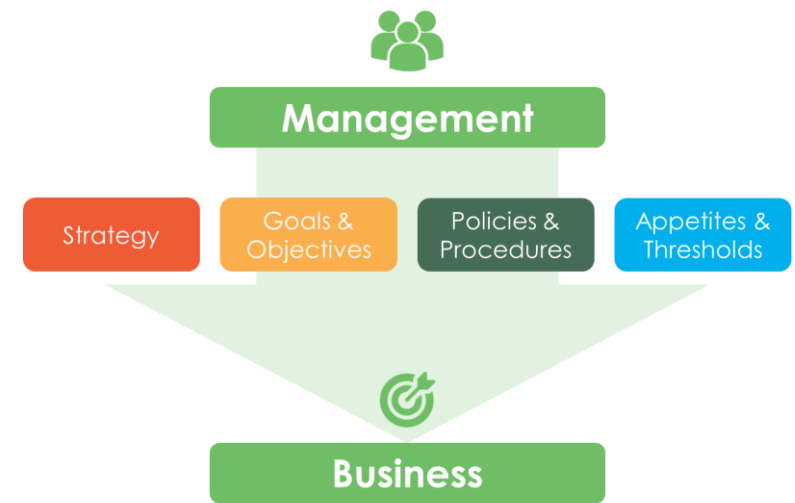 Management
Strategy
Goals &
Objectives
Policies &
Procedures
Appetites &
Thresholds
Business